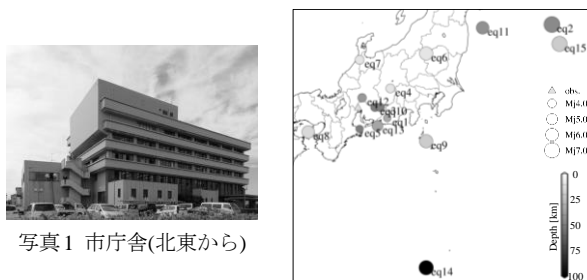 写真1 市庁舎(北東から)
eq11
eq2
eq15
eq7
eq6
eq4
eq12
eq10
eq1
eq5
eq13
eq8
eq9
eq14
obs.
Mj4.0
Mj5.0
Mj6.0
Mj7.0
Depth [km]
0
25
50
75
100